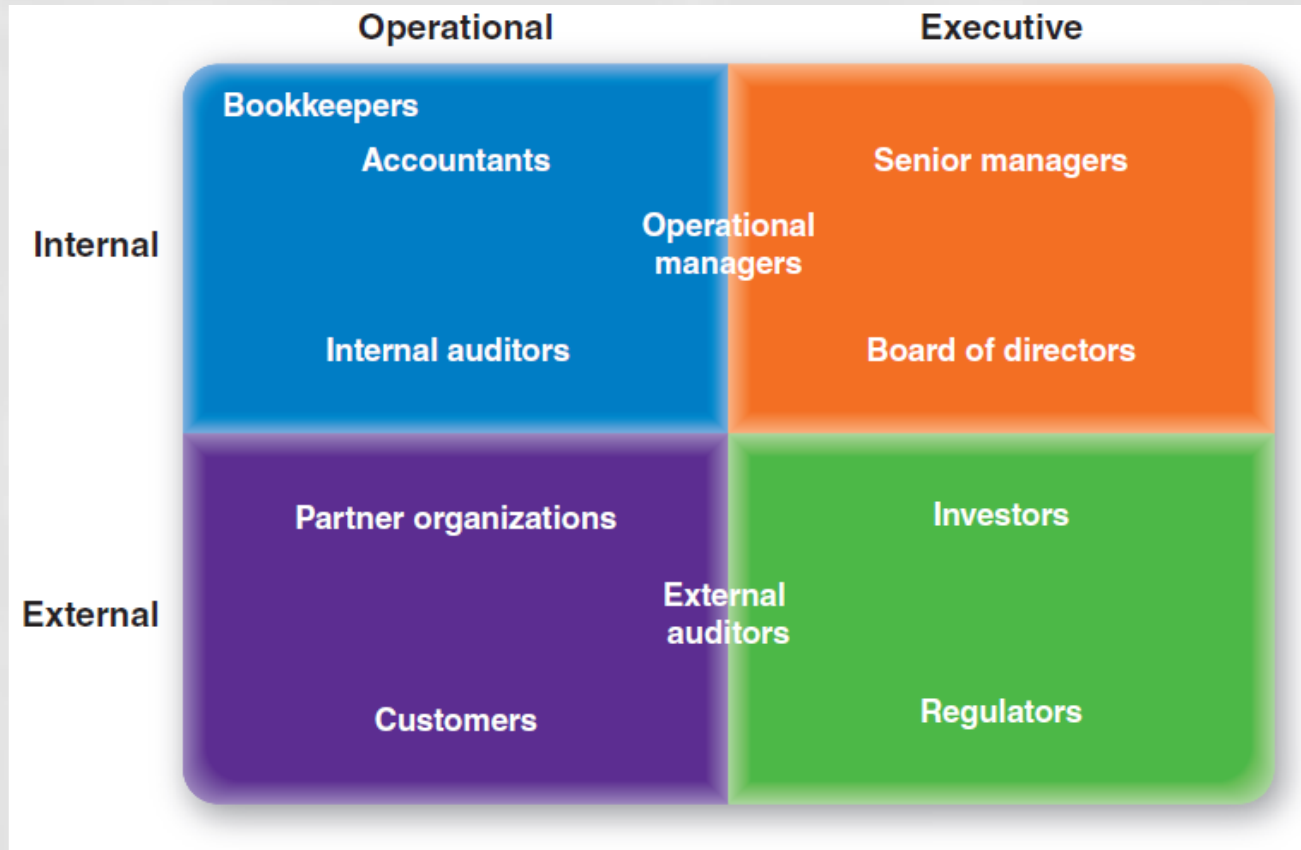 Operational
Executive
Bookkeepers
Accountants
Senior managers
Internal
Operational
managers
Internal auditors
Board of directors
Partner organizations
Investors
External
External
auditors
Customers
Regulators